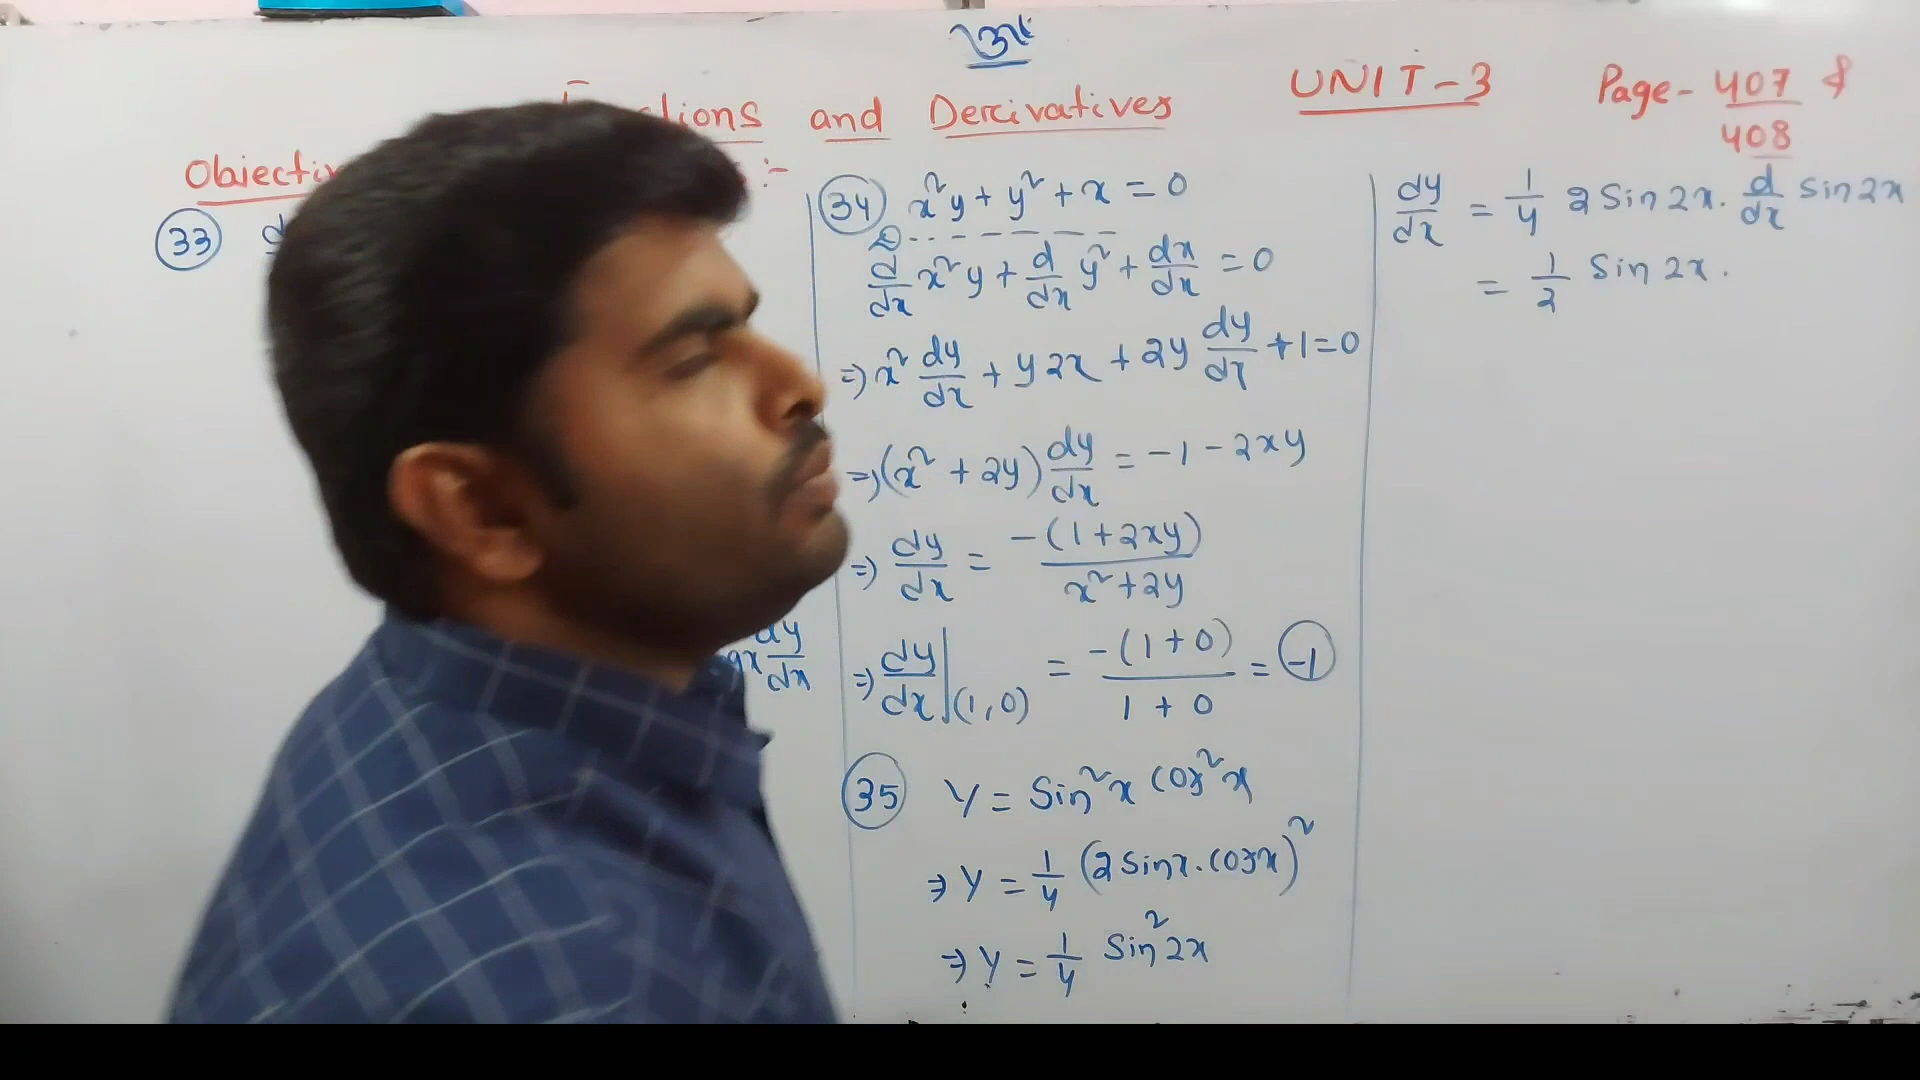 ଓଁ
and Derivatives UNIT-3 Page- 407 &
408
33
34 x²y + y² + x = 0
d/dx x²y + d/dx y² + dx/dx = 0
⇒ x² dy/dx + y2x + 2y dy/dx + 1 = 0
⇒ (x² + 2y) dy/dx = -1 - 2xy
⇒ dy/dx = -(1+2xy)/x²+2y
dy/dx
⇒ dy/dx|(1,0) = -(1+0)/1+0 = -1
35 y = Sin²x Cos²x
⇒ y = 1/4 (2 Sinx.Cosx)²
⇒ y = 1/4 Sin²2x
dy/dx = 1/4 2 Sin 2x. d/dx Sin 2x
= 1/2 Sin 2x.